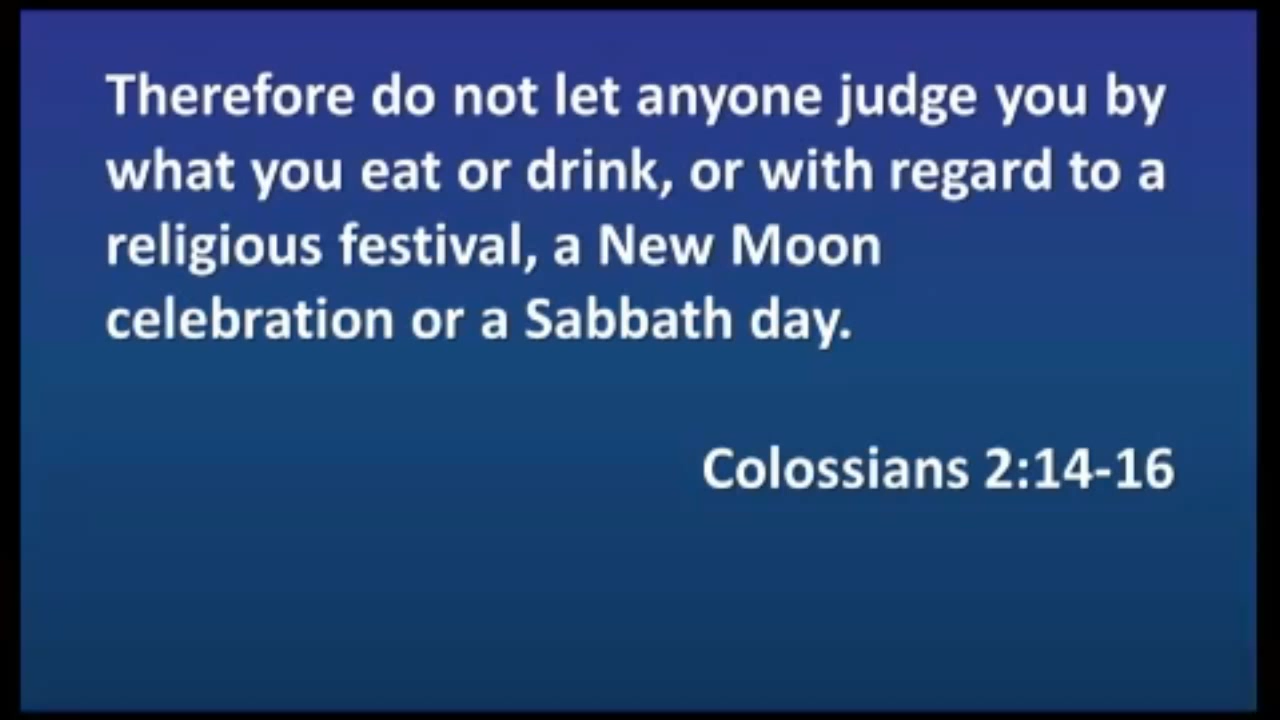 Therefore do not let anyone judge you by
what you eat or drink, or with regard to a
religious festival, a New Moon
celebration or a Sabbath day.
Colossians 2:14-16